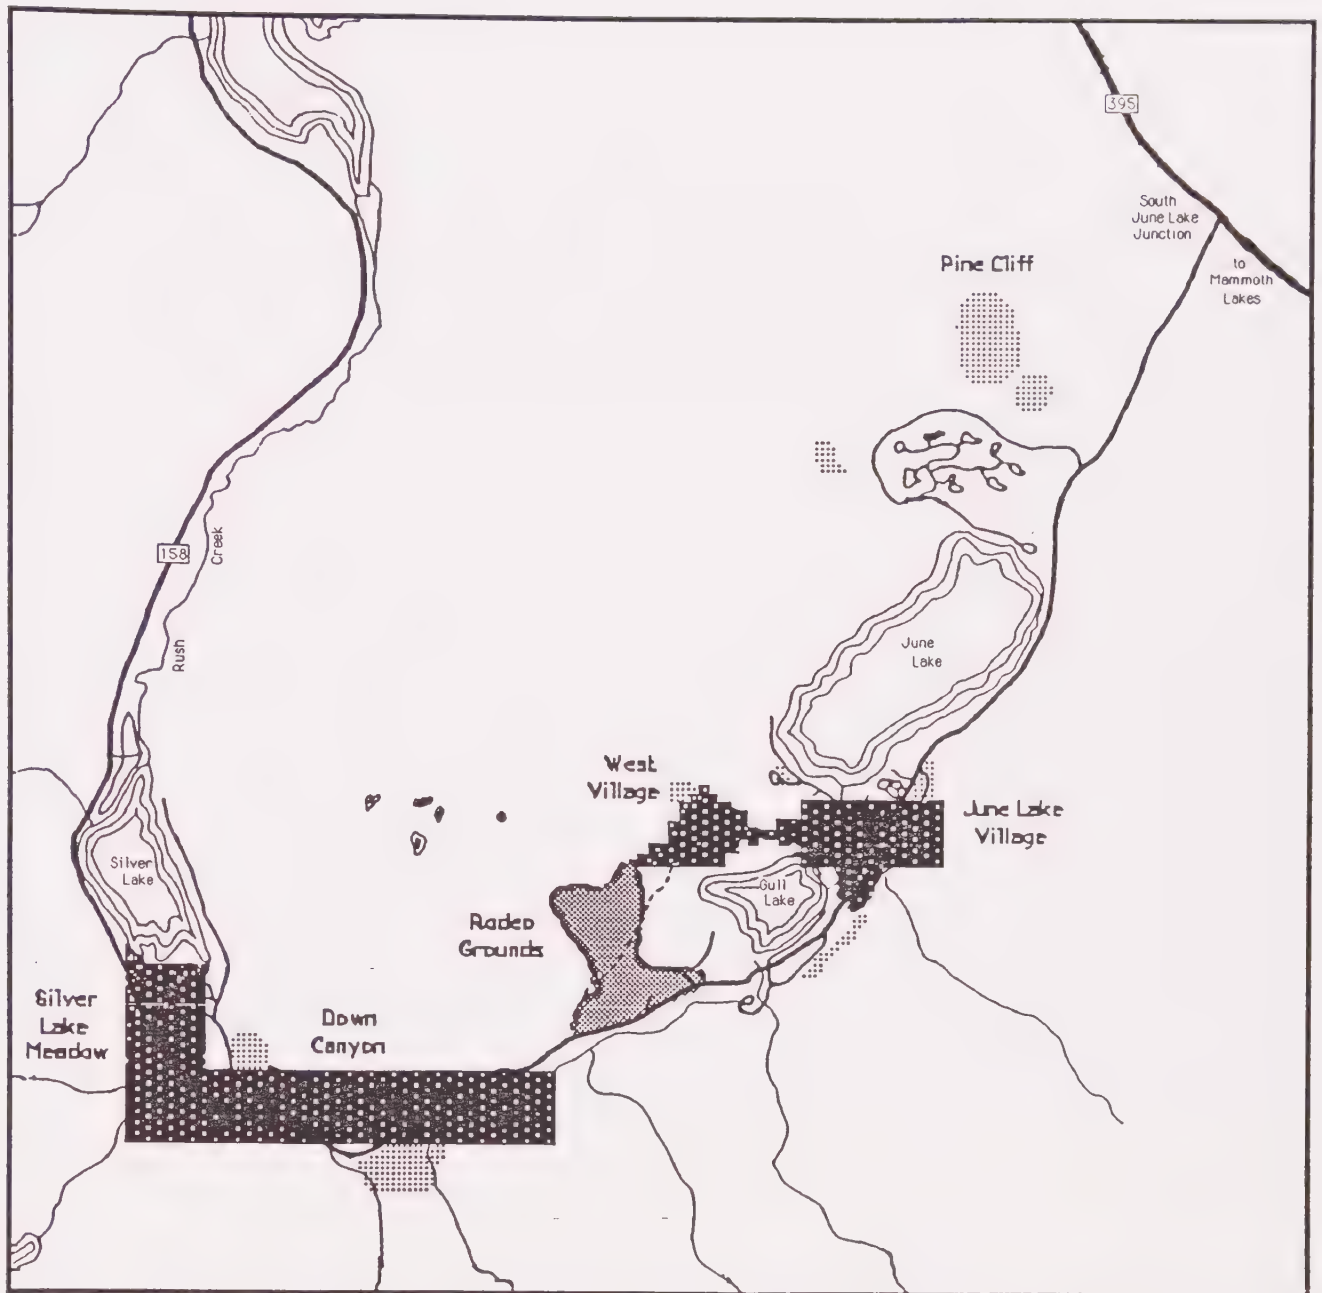 395
South
June Lake
Junction
to
Mammoth
Lakes
Pine Cliff
158
Creek
Rush
June
Lake
West
Village
June Lake
Village
Silver
Lake
Gull
Lake
Rodeo
Grounds
Silver
Lake
Meadow
Down
Canyon